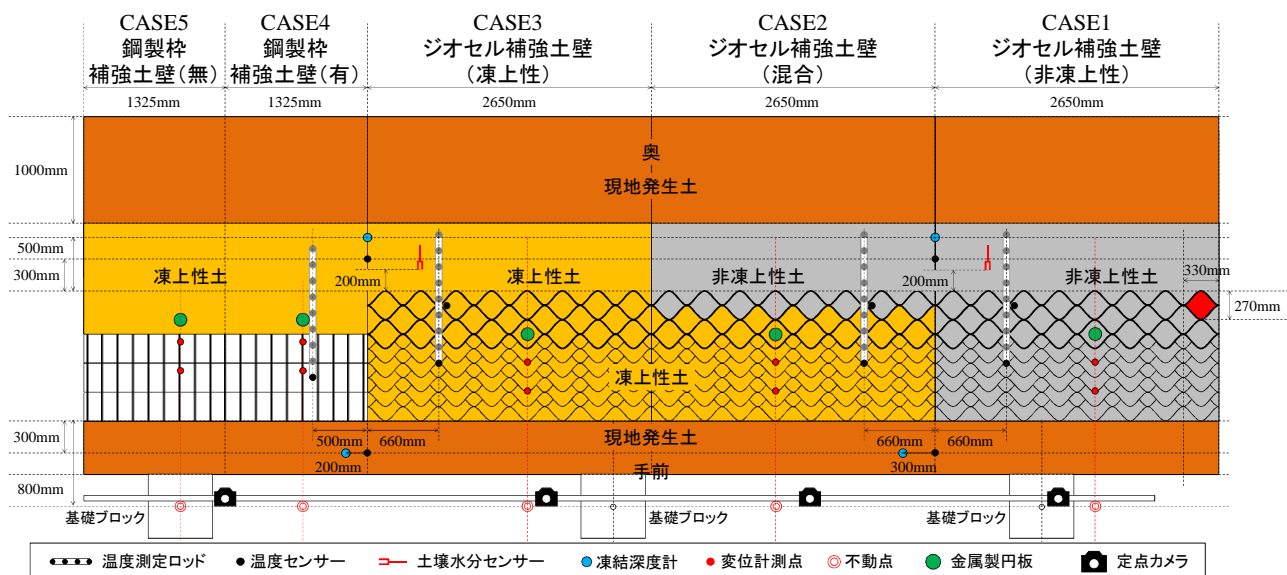 CASE5
鋼製枠
補強土壁(無)
CASE4
鋼製枠
補強土壁(有)
CASE3
ジオセル補強土壁
(凍上性)
CASE2
ジオセル補強土壁
(混合)
CASE1
ジオセル補強土壁
(非凍上性)
1325mm
1325mm
2650mm
2650mm
2650mm
1000mm
奥
現地発生土
500mm
300mm
凍上性土
200mm
凍上性土
非凍上性土
200mm
非凍上性土
330mm
270mm
凍上性土
300mm
500mm
660mm
現地発生土
660mm
660mm
200mm
手前
300mm
800mm
基礎ブロック
基礎ブロック
基礎ブロック
温度測定ロッド
温度センサー
土壌水分センサー
凍結深度計
変位計測点
不動点
金属製円板
定点カメラ